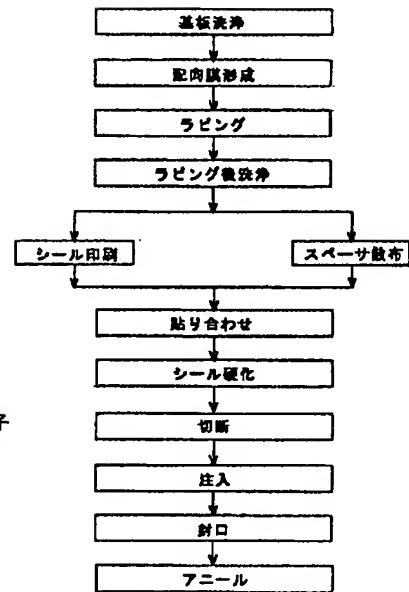 基板洗浄
配向膜形成
ラビング
ラビング後洗浄
シール印刷
スペーサ散布
貼り合わせ
シール硬化
子
切断
注入
封口
アニール